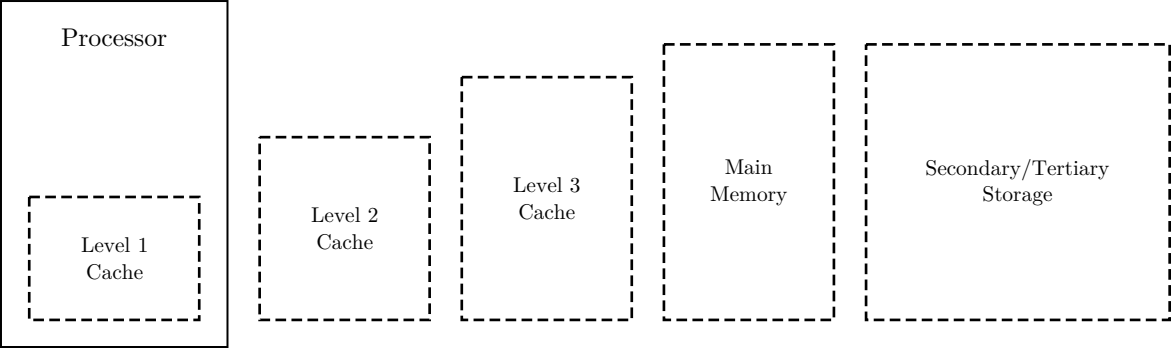 Processor
Level 1
Cache
Level 2
Cache
Level 3
Cache
Main
Memory
Secondary/Tertiary
Storage